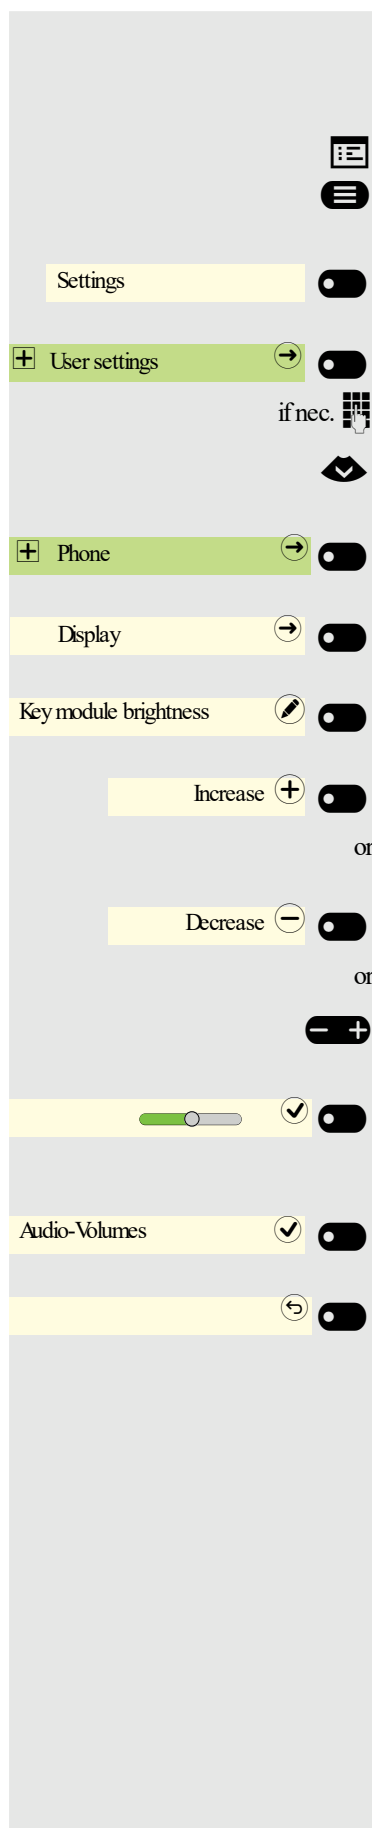 Settings
User settings
if nec.
Phone
Display
Key module brightness
Increase
or
Decrease
or
Audio-Volumes